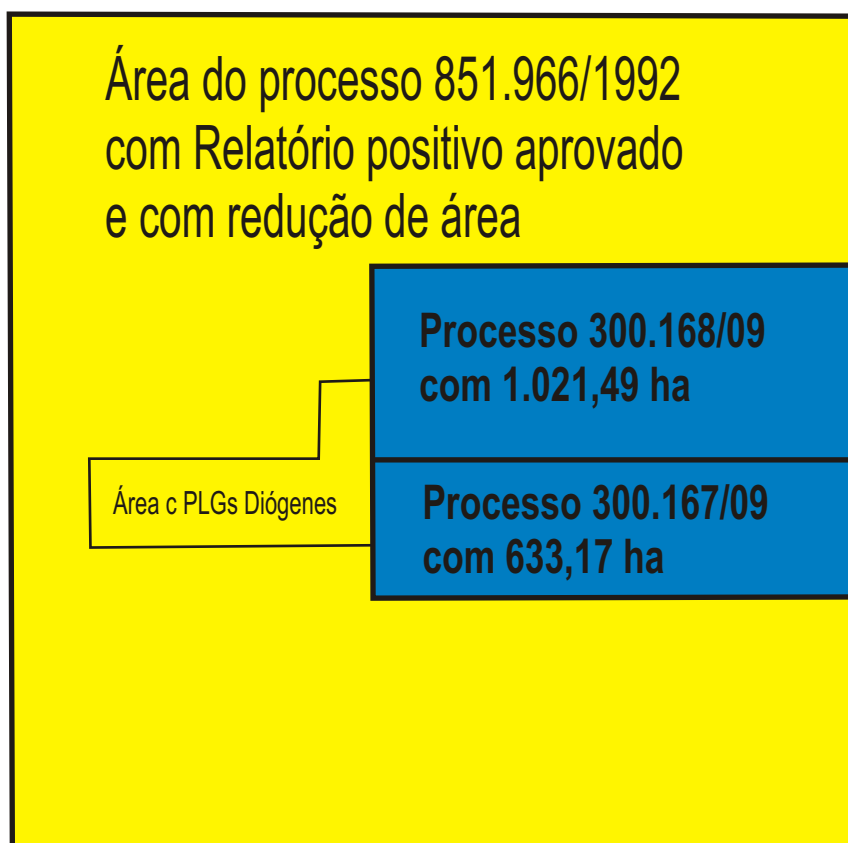 Área do processo 851.966/1992
com Relatório positivo aprovado
e com redução de área
Processo 300.168/09
com 1.021,49 ha
Área c PLGs Diógenes
Processo 300.167/09
com 633,17 ha